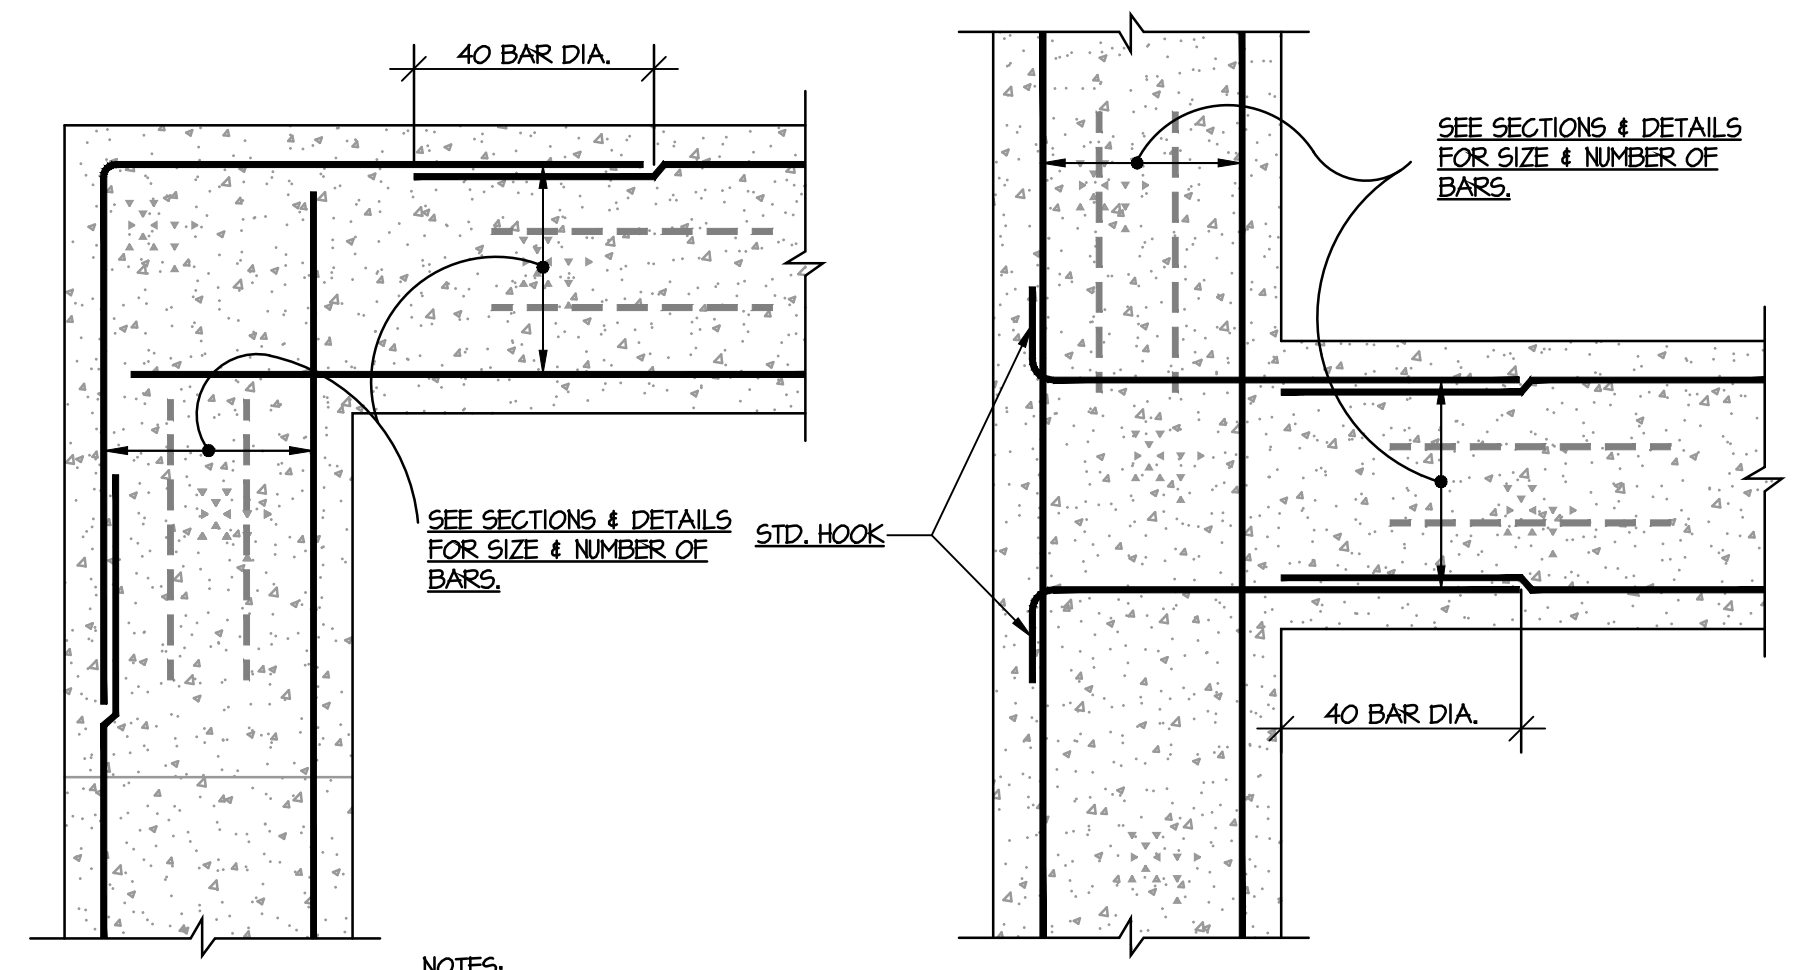 40 BAR DIA.
SEE SECTIONS & DETAILS
FOR SIZE & NUMBER OF
BARS.
SEE SECTIONS & DETAILS
FOR SIZE & NUMBER OF
BARS.
STD. HOOK
40 BAR DIA.
NOTES: